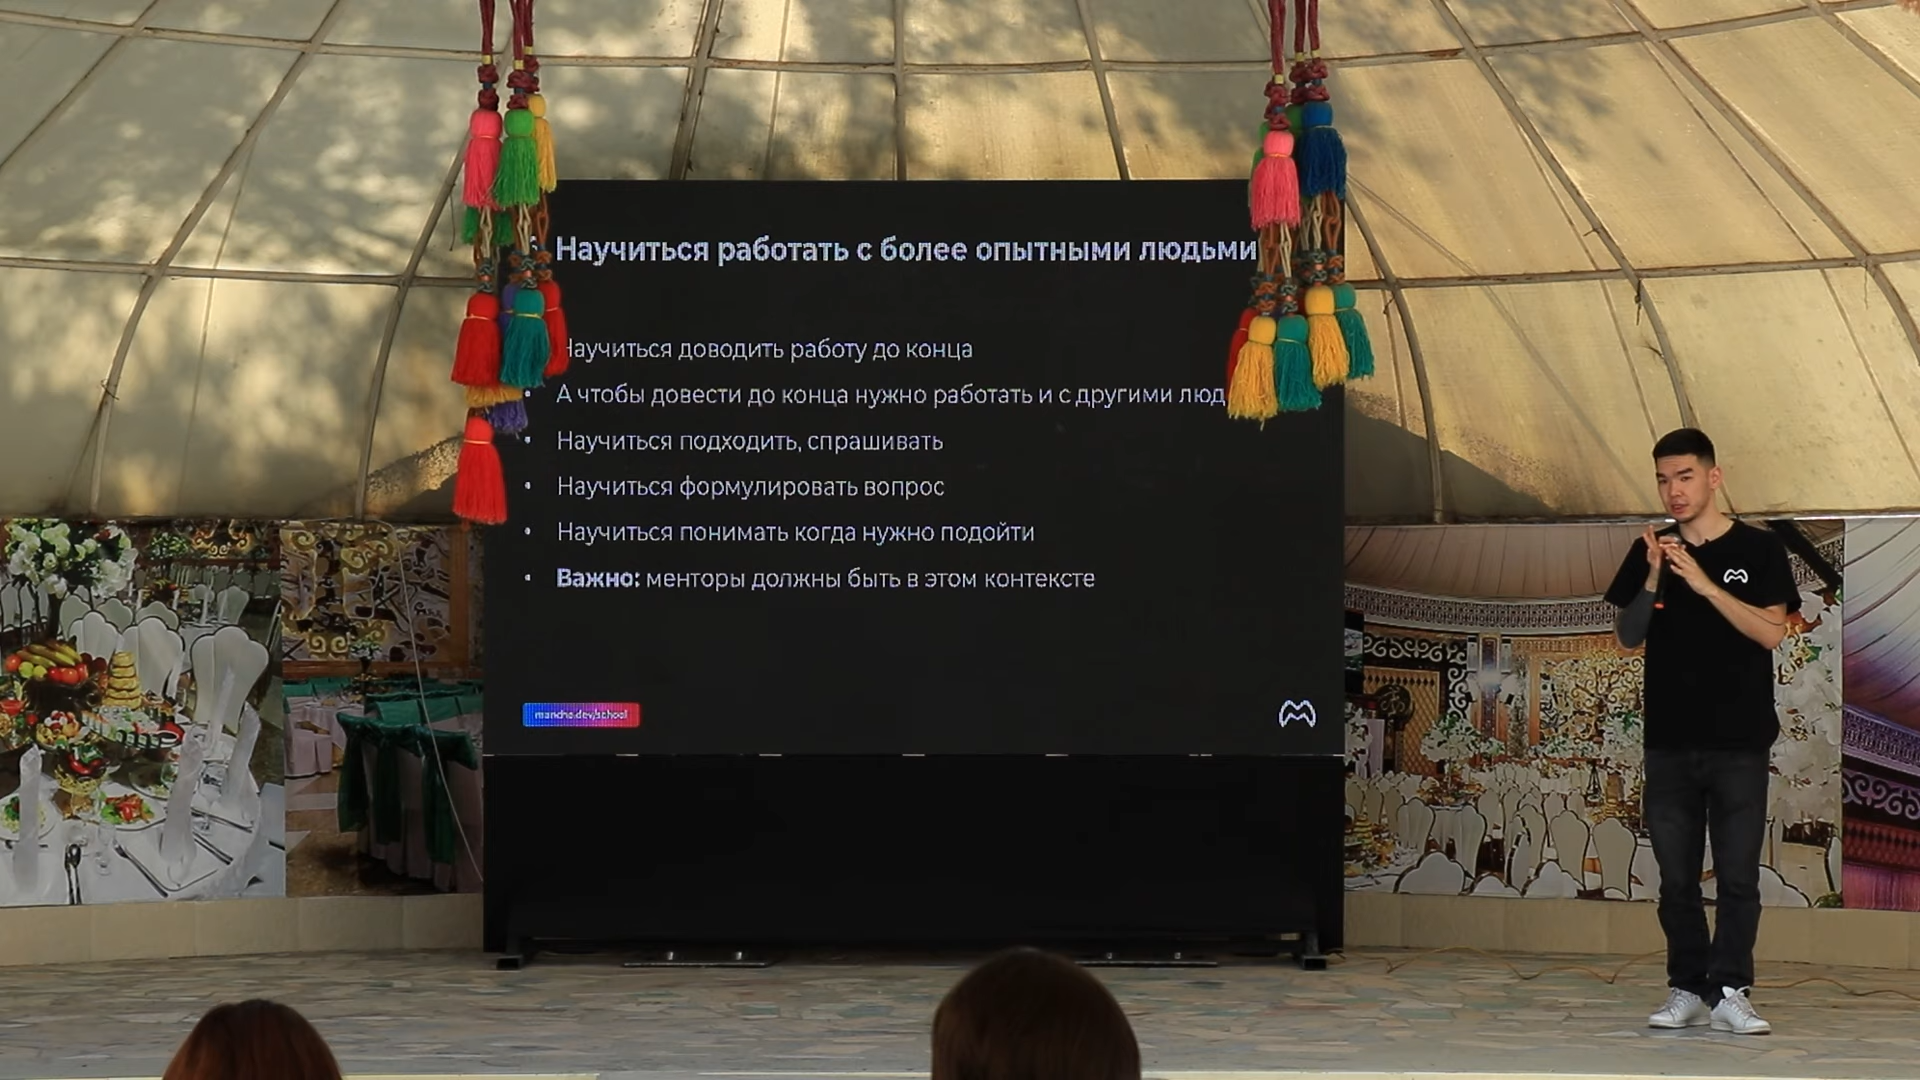 Научиться работать с более опытными людьми
Научиться доводить работу до конца
А чтобы довести до конца нужно работать и с другими люд
Научиться подходить, спрашивать
Научиться формулировать вопрос
Научиться понимать когда нужно подойти
Важно: менторы должны быть в этом контексте
mancho.dev/school